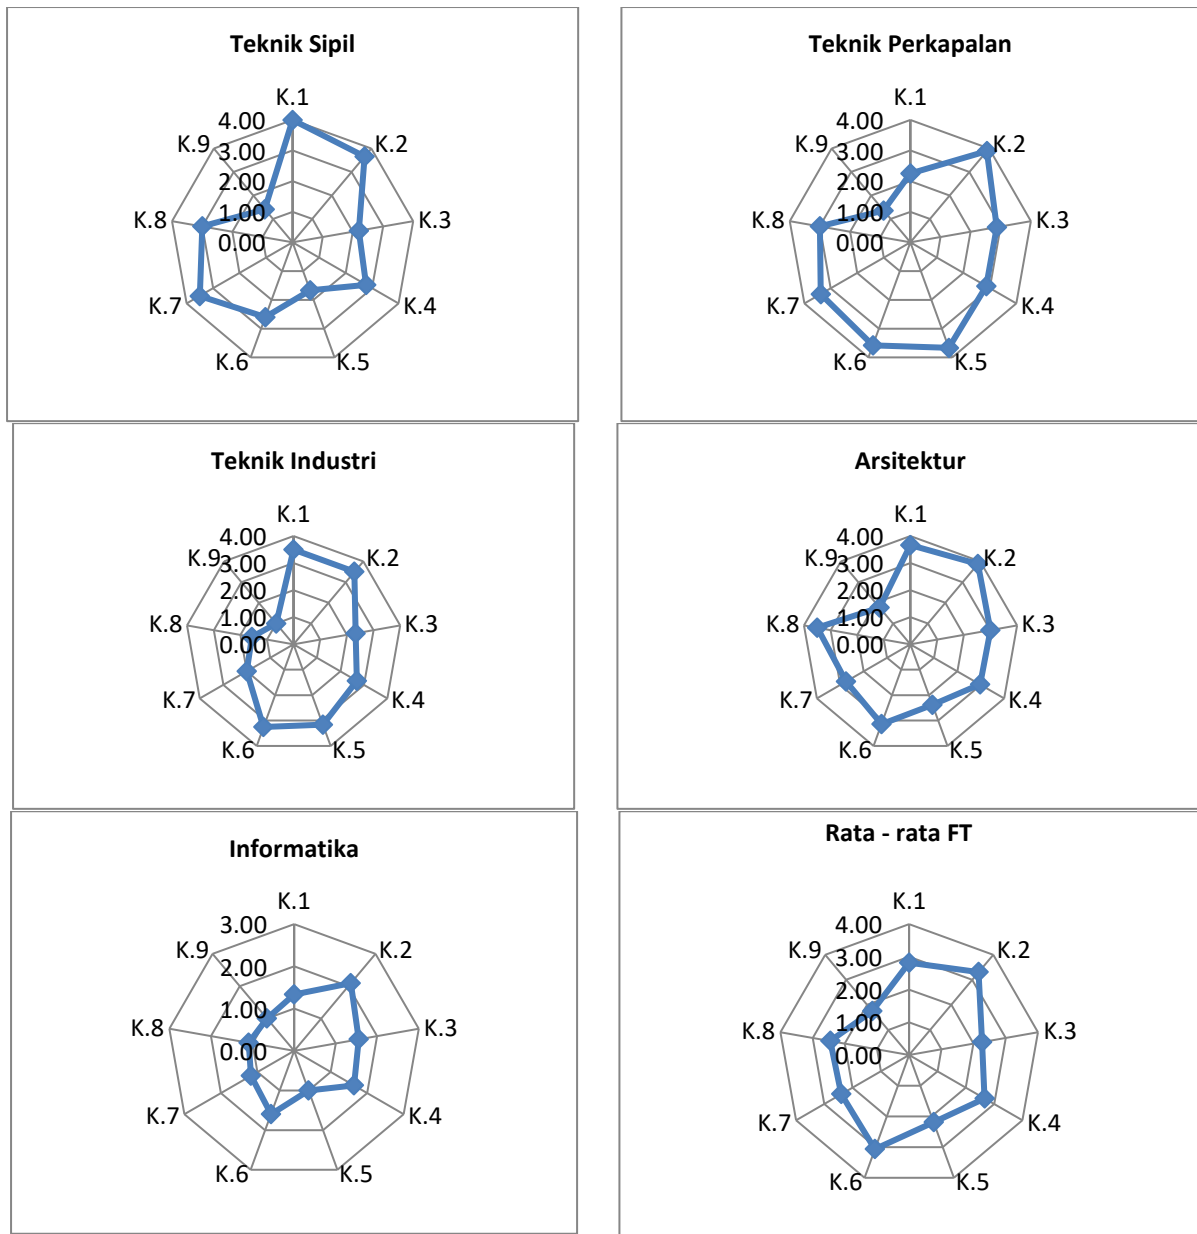 Teknik Sipil
K.1
K.2
K.3
K.4
K.5
K.6
K.7
K.8
K.9
4.00
3.00
2.00
1.00
0.00
Teknik Perkapalan
K.1
K.2
K.3
K.4
K.5
K.6
K.7
K.8
K.9
4.00
3.00
2.00
1.00
0.00
Teknik Industri
K.1
K.2
K.3
K.4
K.5
K.6
K.7
K.8
K.9
4.00
3.00
2.00
1.00
0.00
Arsitektur
K.1
K.2
K.3
K.4
K.5
K.6
K.7
K.8
K.9
4.00
3.00
2.00
1.00
0.00
Informatika
K.1
K.2
K.3
K.4
K.5
K.6
K.7
K.8
K.9
3.00
2.00
1.00
0.00
Rata - rata FT
K.1
K.2
K.3
K.4
K.5
K.6
K.7
K.8
K.9
4.00
3.00
2.00
1.00
0.00